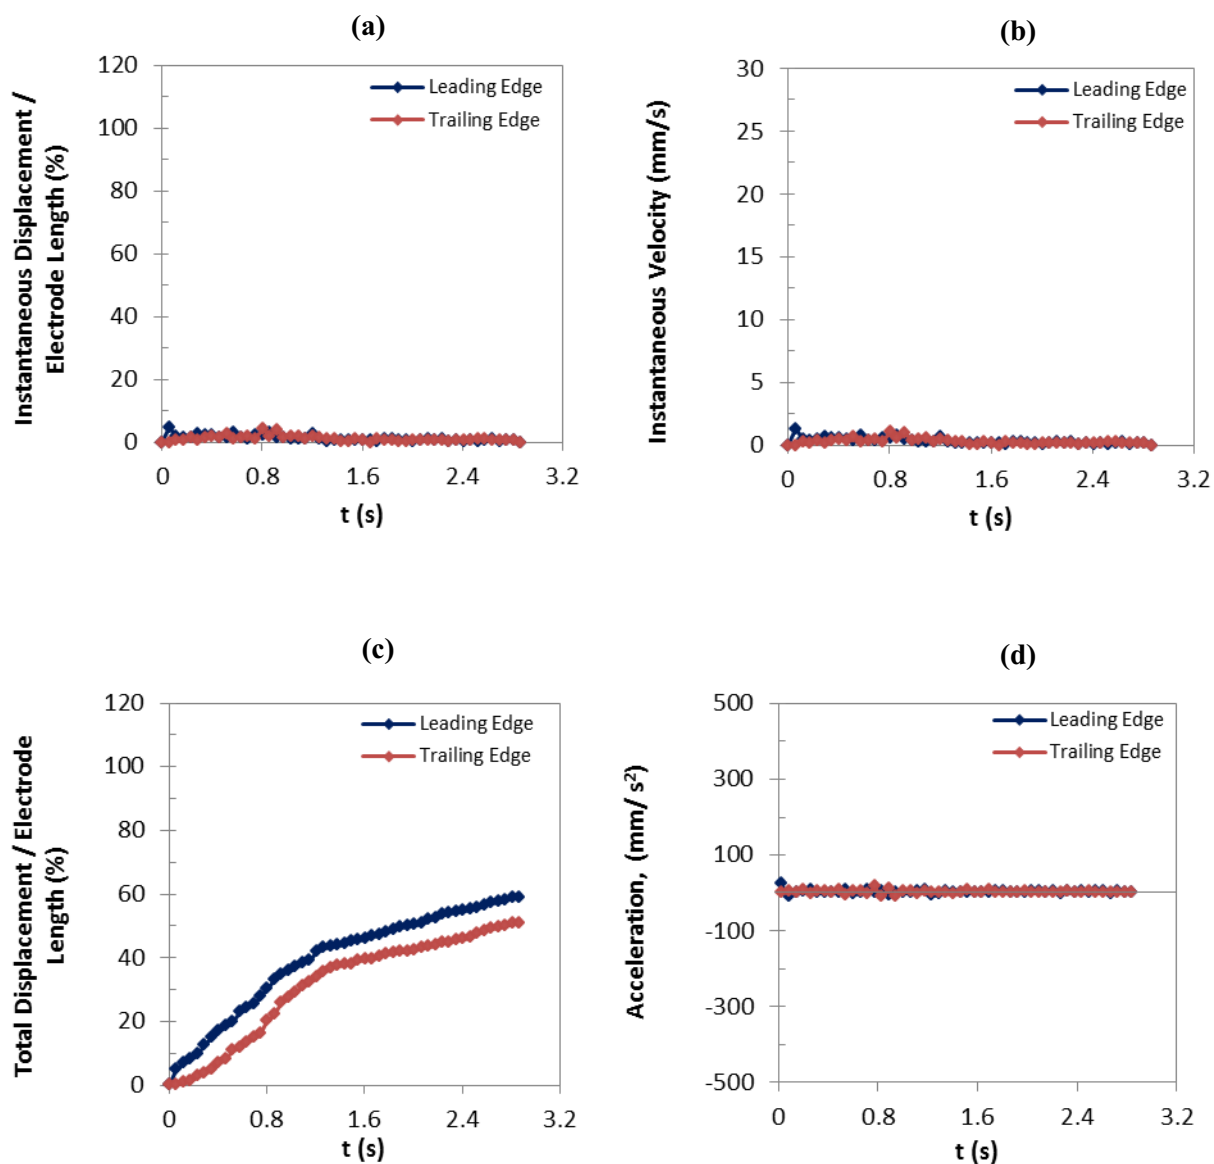 (a)
Instantaneous Displacement /
Electrode Length (%)
120
100
80
60
40
20
0
Leading Edge
Trailing Edge
0 0.8 1.6 2.4 3.2
t (s)
(b)
Instantaneous Velocity (mm/s)
30
25
20
15
10
5
0
Leading Edge
Trailing Edge
0 0.8 1.6 2.4 3.2
t (s)
(c)
Total Displacement / Electrode
Length (%)
120
100
80
60
40
20
0
Leading Edge
Trailing Edge
0 0.8 1.6 2.4 3.2
t (s)
(d)
Acceleration, (mm/ s²)
500
300
100
-100
-300
-500
Leading Edge
Trailing Edge
0 0.8 1.6 2.4 3.2
t (s)